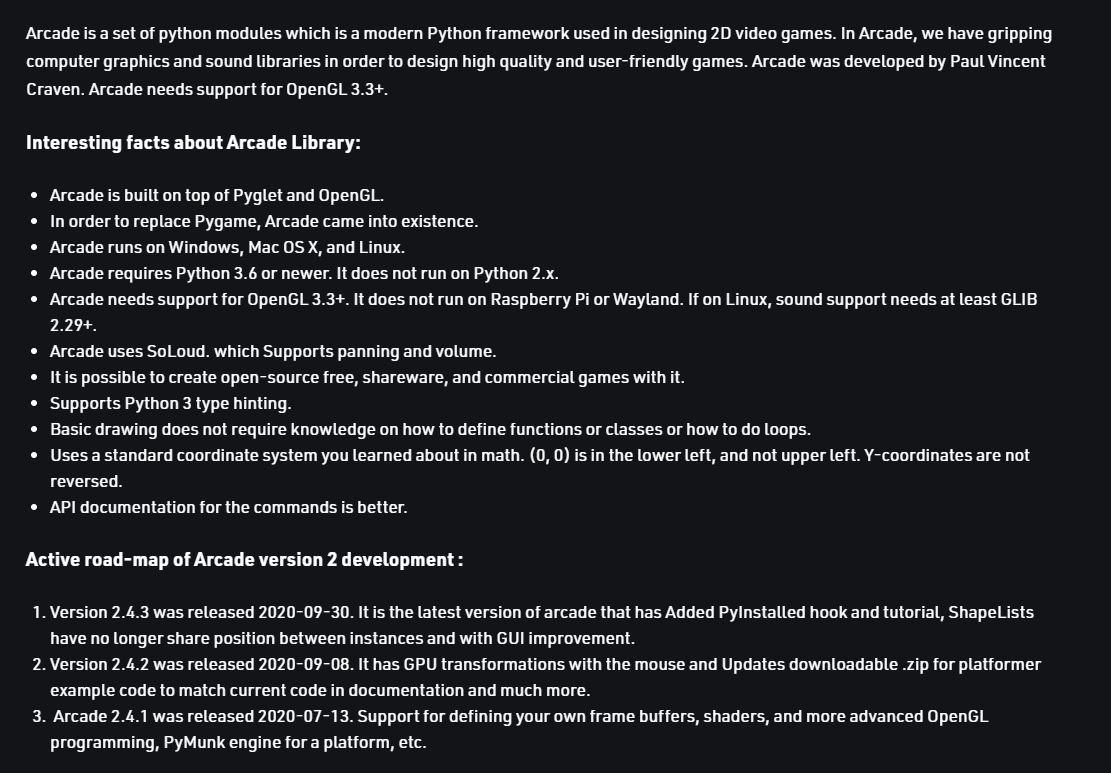 Arcade is a set of python modules which is a modern Python framework used in designing 2D video games. In Arcade, we have gripping
computer graphics and sound libraries in order to design high quality and user-friendly games. Arcade was developed by Paul Vincent
Craven. Arcade needs support for OpenGL 3.3+.
Interesting facts about Arcade Library:
• Arcade is built on top of Pyglet and OpenGL.
• In order to replace Pygame, Arcade came into existence.
• Arcade runs on Windows, Mac OS X, and Linux.
• Arcade requires Python 3.6 or newer. It does not run on Python 2.x.
• Arcade needs support for OpenGL 3.3+. It does not run on Raspberry Pi or Wayland. If on Linux, sound support needs at least GLIB
2.29+.
• Arcade uses SoLoud. which Supports panning and volume.
• It is possible to create open-source free, shareware, and commercial games with it.
• Supports Python 3 type hinting.
• Basic drawing does not require knowledge on how to define functions or classes or how to do loops.
• Uses a standard coordinate system you learned about in math. (0, 0) is in the lower left, and not upper left. Y-coordinates are not
reversed.
• API documentation for the commands is better.
Active road-map of Arcade version 2 development :
1. Version 2.4.3 was released 2020-09-30. It is the latest version of arcade that has Added PyInstalled hook and tutorial, ShapeLists
have no longer share position between instances and with GUI improvement.
2. Version 2.4.2 was released 2020-09-08. It has GPU transformations with the mouse and Updates downloadable .zip for platformer
example code to match current code in documentation and much more.
3. Arcade 2.4.1 was released 2020-07-13. Support for defining your own frame buffers, shaders, and more advanced OpenGL
programming, PyMunk engine for a platform, etc.